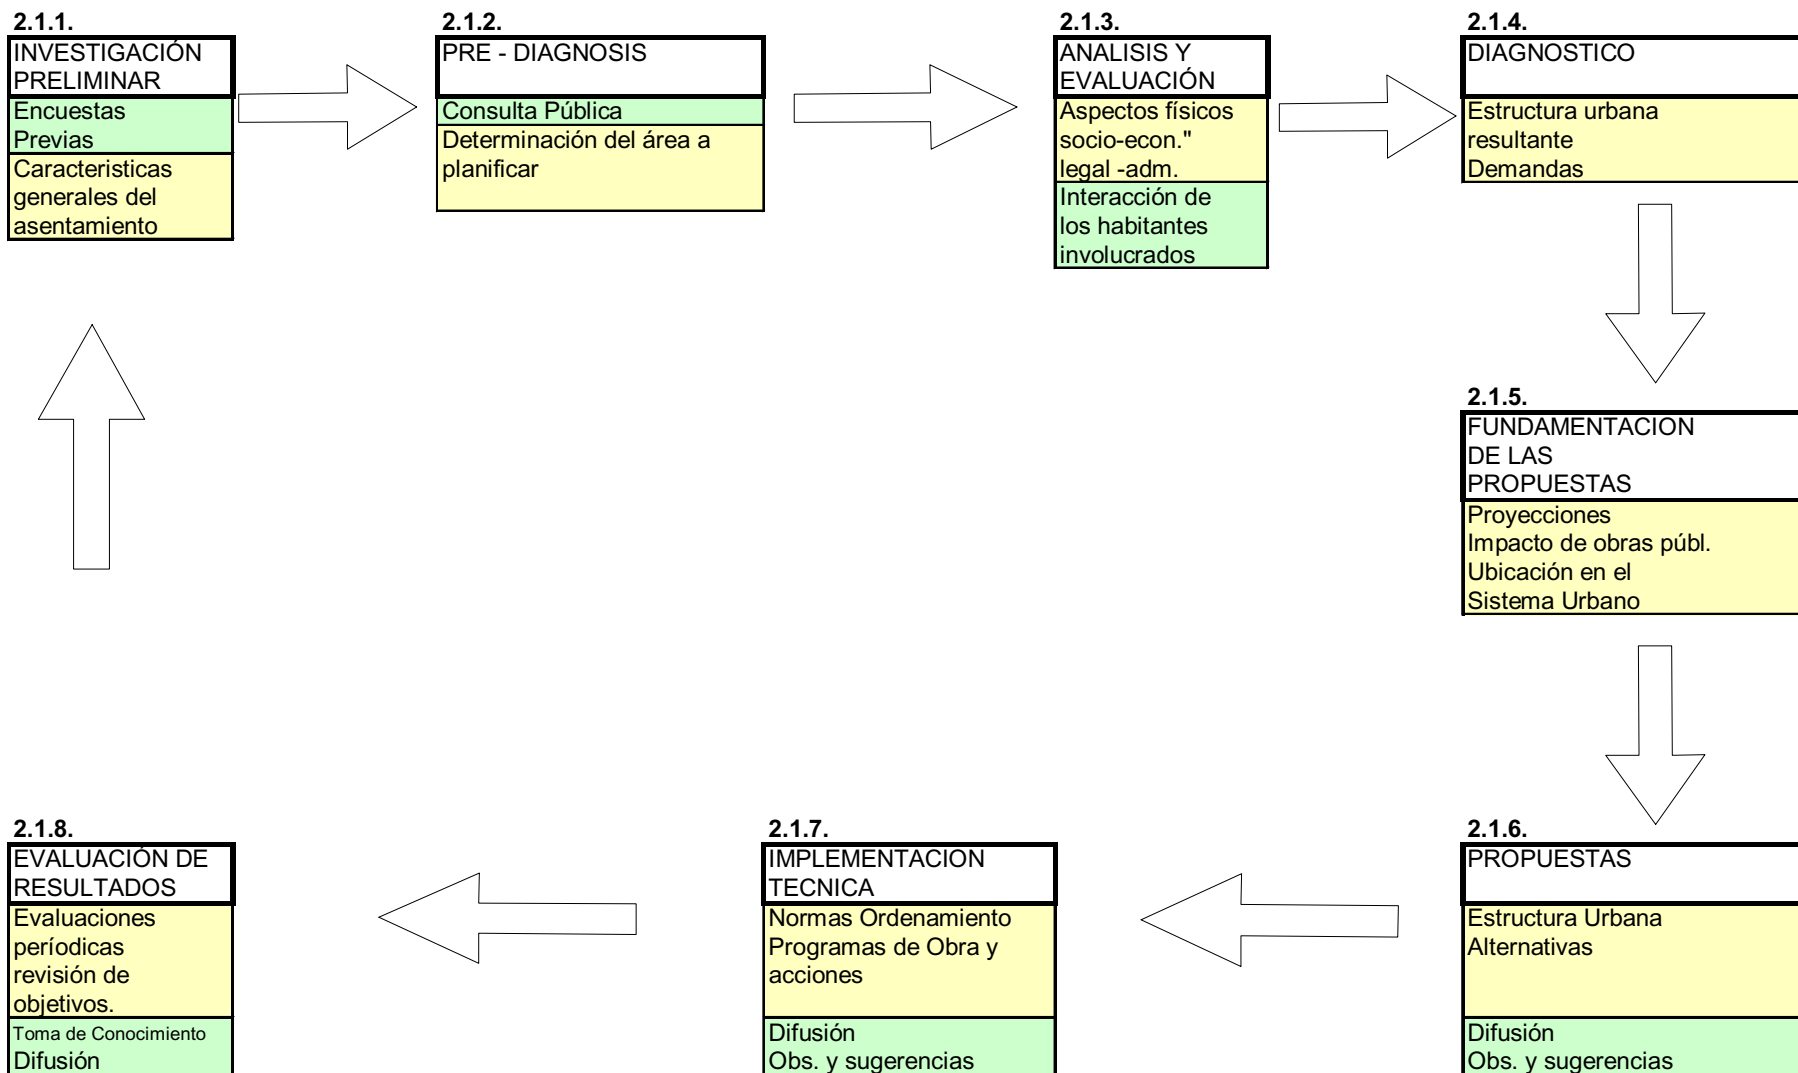 2.1.1.
INVESTIGACIÓN
PRELIMINAR
Encuestas
Previas
Caracteristicas
generales del
asentamiento
2.1.2.
PRE - DIAGNOSIS
Consulta Pública
Determinación del área a
planificar
2.1.3.
ANALISIS Y
EVALUACIÓN
Aspectos físicos
socio-econ."
legal -adm.
Interacción de
los habitantes
involucrados
2.1.4.
DIAGNOSTICO
Estructura urbana
resultante
Demandas
2.1.5.
FUNDAMENTACION
DE LAS
PROPUESTAS
Proyecciones
Impacto de obras públ.
Ubicación en el
Sistema Urbano
2.1.6.
PROPUESTAS
Estructura Urbana
Alternativas
Difusión
Obs. y sugerencias
2.1.7.
IMPLEMENTACION
TECNICA
Normas Ordenamiento
Programas de Obra y
acciones
Difusión
Obs. y sugerencias
2.1.8.
EVALUACIÓN DE
RESULTADOS
Evaluaciones
períodicas
revisión de
objetivos.
Toma de Conocimiento
Difusión